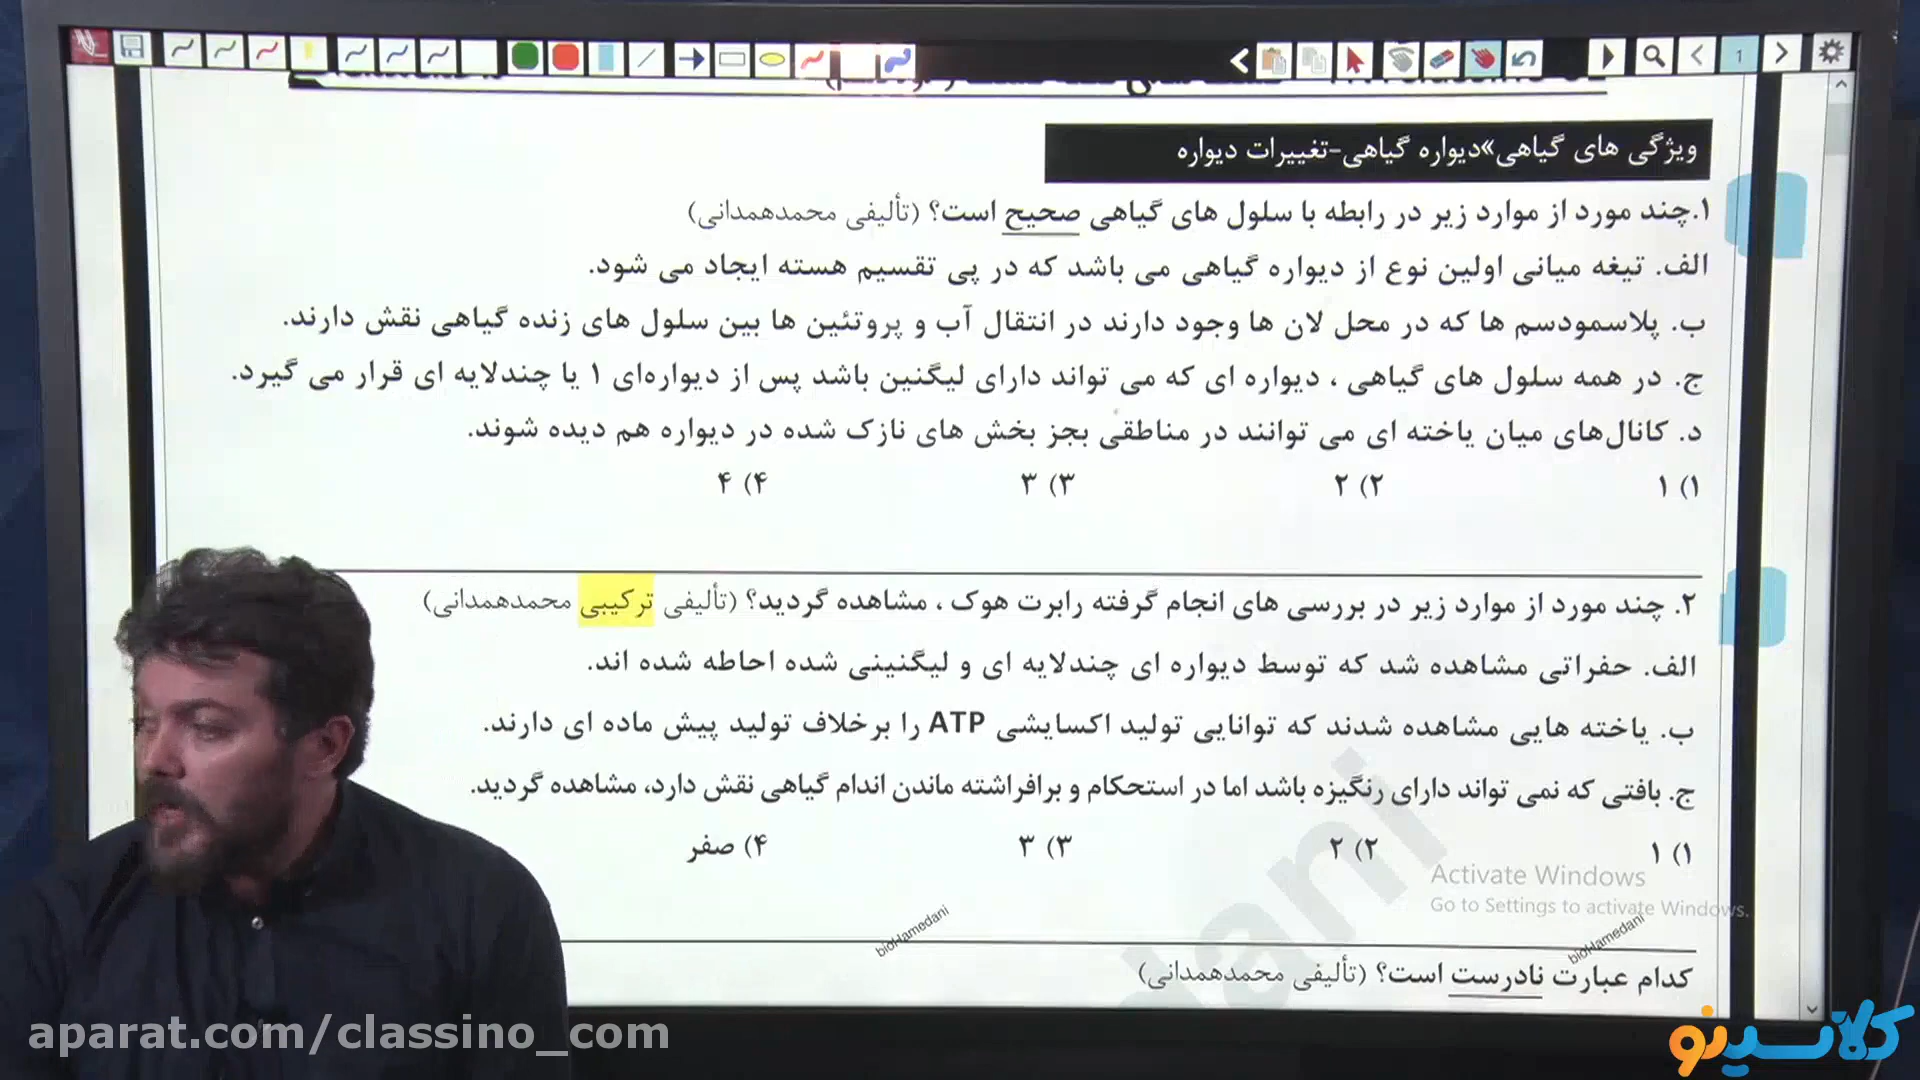 ویژگی های گیاهی»دیواره گیاهی-تغییرات دیواره
۱.چند مورد از موارد زیر در رابطه با سلول های گیاهی صحیح است؟ (تألیفی محمدهمدانی)
الف. تیغه میانی اولین نوع از دیواره گیاهی می باشد که در پی تقسیم هسته ایجاد می شود.
ب. پلاسمودسم ها که در محل لان ها وجود دارند در انتقال آب و پروتئین ها بین سلول های زنده گیاهی نقش دارند.
ج. در همه سلول های گیاهی ، دیواره ای که می تواند دارای لیگنین باشد پس از دیواره‌ای ۱ یا چندلایه ای قرار می گیرد.
د. کانال‌های میان یاخته ای می توانند در مناطقی بجز بخش های نازک شده در دیواره هم دیده شوند.
۱) ۱ ۲) ۲ ۳) ۳ ۴) ۴
۲. چند مورد از موارد زیر در بررسی های انجام گرفته رابرت هوک ، مشاهده گردید؟ (تألیفی ترکیبی محمدهمدانی)
الف. حفراتی مشاهده شد که توسط دیواره ای چندلایه ای و لیگنینی شده احاطه شده اند.
ب. یاخته هایی مشاهده شدند که توانایی تولید اکسایشی ATP را برخلاف تولید پیش ماده ای دارند.
ج. بافتی که نمی تواند دارای رنگیزه باشد اما در استحکام و برافراشته ماندن اندام گیاهی نقش دارد، مشاهده گردید.
۱) ۱ ۲) ۲ ۳) ۳ ۴) صفر
Activate Windows
Go to Settings to activate Windows.
bioHamedani bioHamedani
کدام عبارت نادرست است؟ (تألیفی محمدهمدانی)
aparat.com/classino_com
کلاسینو